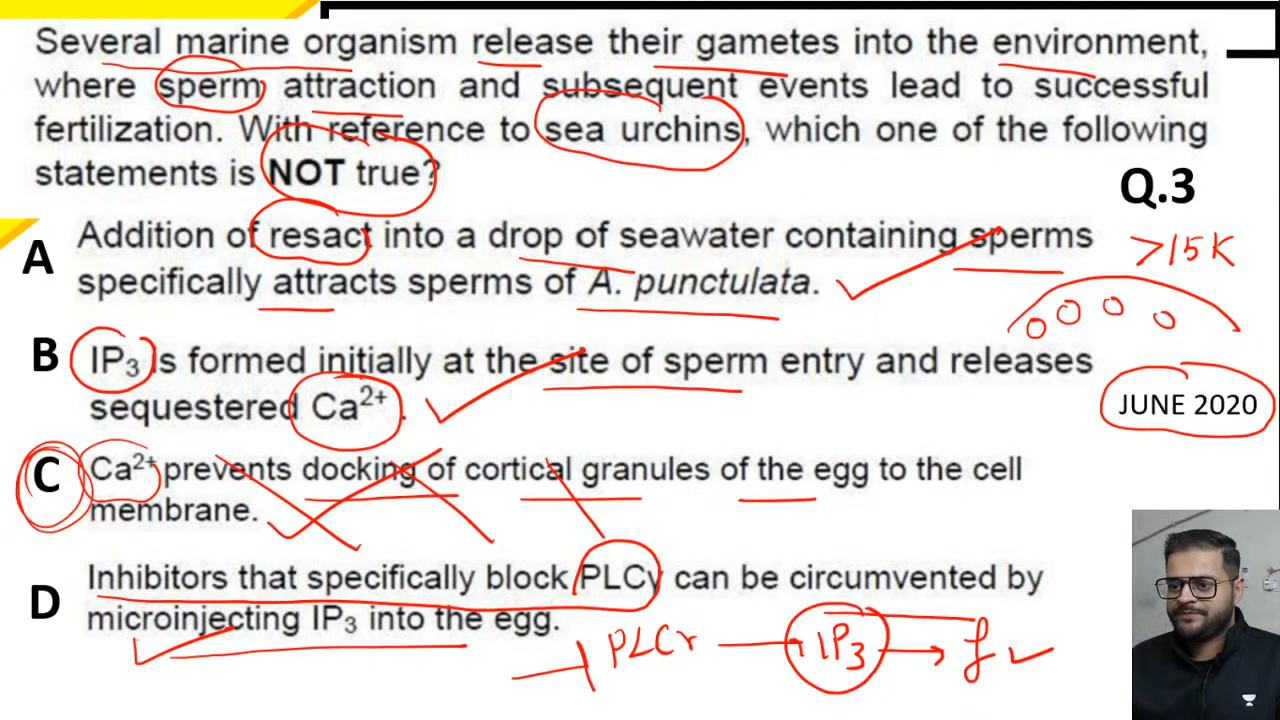 Several marine organism release their gametes into the environment,
where sperm attraction and subsequent events lead to successful
fertilization. With reference to sea urchins, which one of the following
statements is NOT true?
Q.3
A Addition of resact into a drop of seawater containing sperms
specifically attracts sperms of A. punctulata.
>15K
B IP3 is formed initially at the site of sperm entry and releases
sequestered Ca2+.
JUNE 2020
C Ca2+ prevents docking of cortical granules of the egg to the cell
membrane.
D Inhibitors that specifically block PLCγ can be circumvented by
microinjecting IP3 into the egg.
PLCr IP3 f